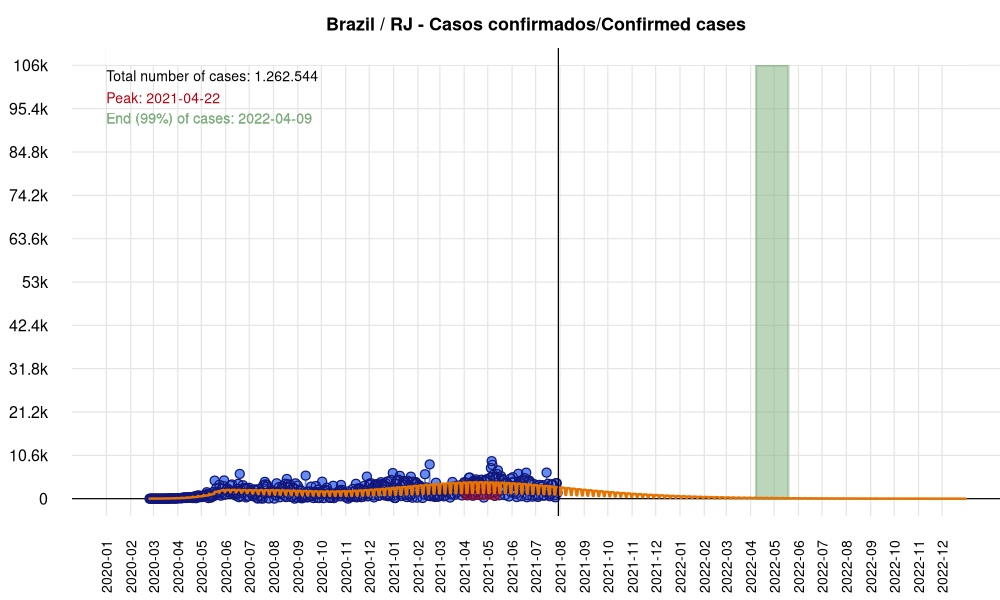 Brazil / RJ - Casos confirmados/Confirmed cases
Total number of cases: 1.262.544
Peak: 2021-04-22
End (99%) of cases: 2022-04-09
106k
95.4k
84.8k
74.2k
63.6k
53k
42.4k
31.8k
21.2k
10.6k
0
2020-01
2020-02
2020-03
2020-04
2020-05
2020-06
2020-07
2020-08
2020-09
2020-10
2020-11
2020-12
2021-01
2021-02
2021-03
2021-04
2021-05
2021-06
2021-07
2021-08
2021-09
2021-10
2021-11
2021-12
2022-01
2022-02
2022-03
2022-04
2022-05
2022-06
2022-07
2022-08
2022-09
2022-10
2022-11
2022-12